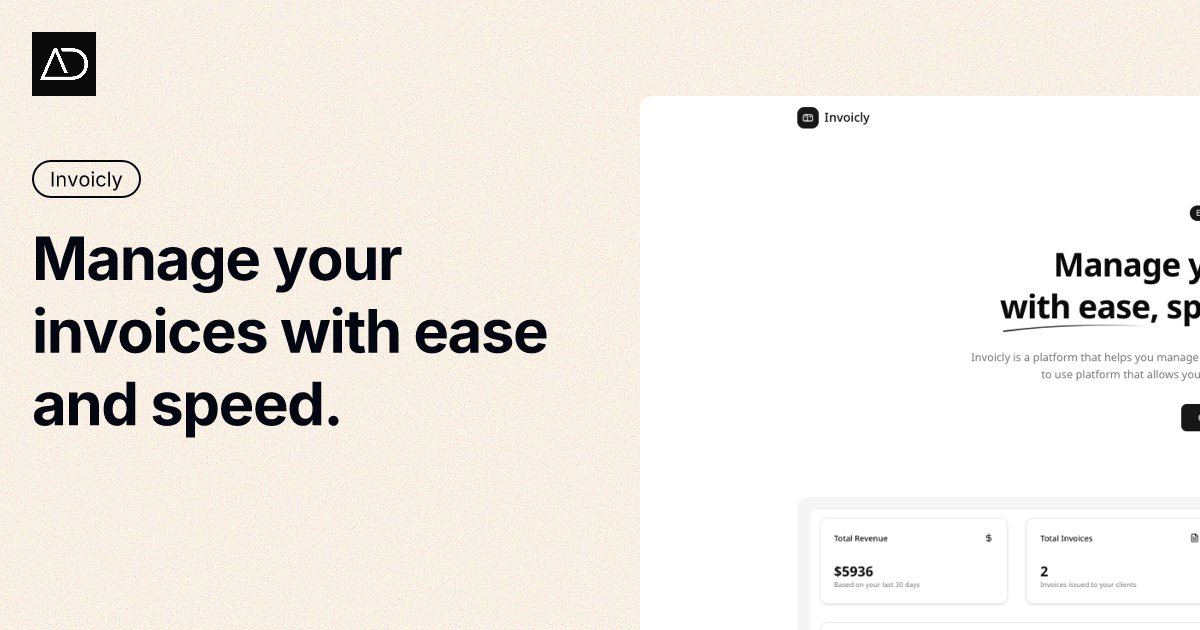 AD
Invoicly
Manage your
invoices with ease
and speed.
Invoicly
Manage y
with ease, sp
Invoicly is a platform that helps you manage
to use platform that allows you
Total Revenue
$
$5936
Based on your last 30 days
Total Invoices
2
Invoices issued to your clients